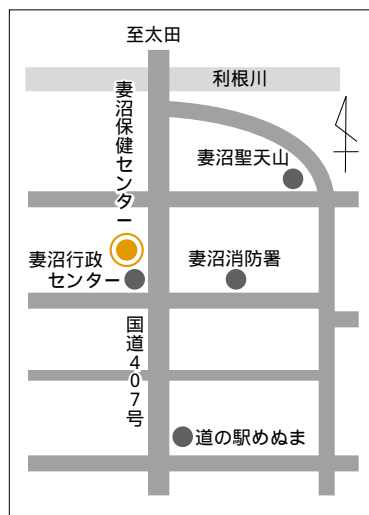 至太田
利根川
妻沼保健センター
妻沼聖天山
妻沼行政
センター
妻沼消防署
国道407号
道の駅めぬま